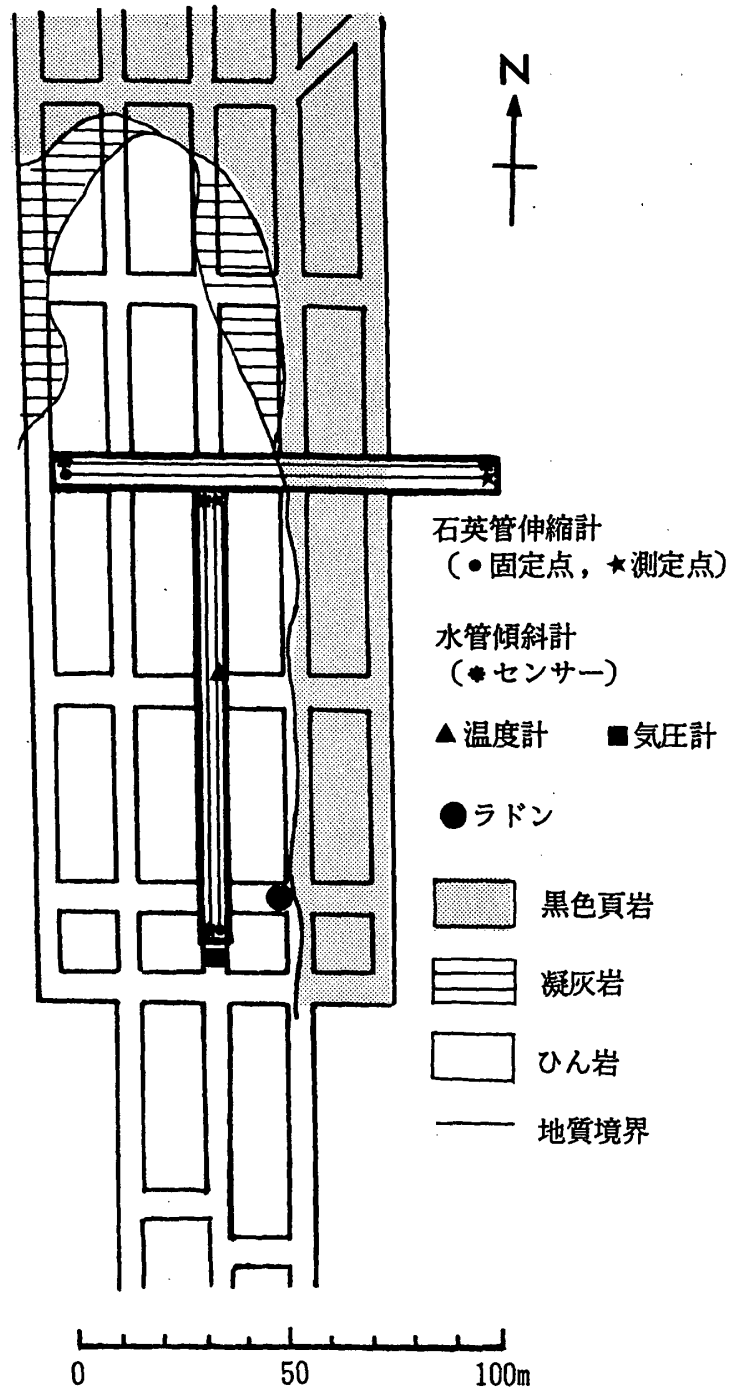 N
石英管伸縮計
（●固定点，★測定点）
水管傾斜計
（✸センサー）
▲温度計 ■気圧計
●ラドン
黒色頁岩
凝灰岩
ひん岩
地質境界
0 50 100m